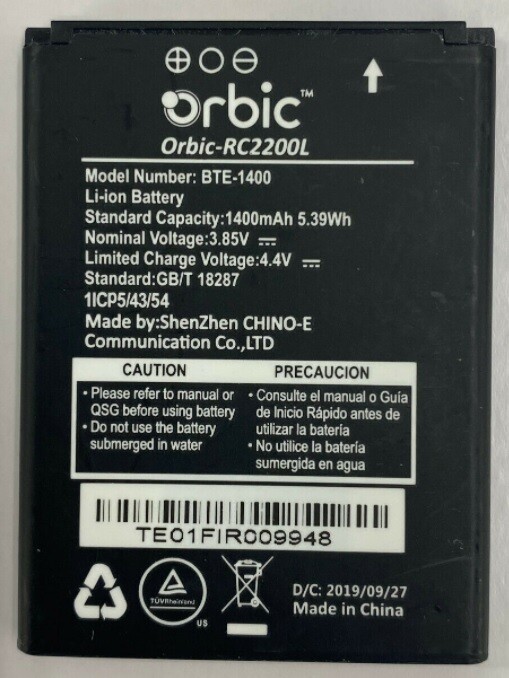 Orbic™
Orbic-RC2200L
Model Number: BTE-1400
Li-ion Battery
Standard Capacity:1400mAh 5.39Wh
Nominal Voltage:3.85V
Limited Charge Voltage:4.4V
Standard:GB/T 18287
1ICP5/43/54
Made by:ShenZhen CHINO-E
Communication Co.,LTD
CAUTION
• Please refer to manual or
QSG before using battery
• Do not use the battery
submerged in water
PRECAUCION
• Consulte el manual o Guía
de Inicio Rápido antes de
utilizar la batería
• No utilice la batería
sumergida en agua
TE01FIR009948
TÜVRheinland
US
D/C: 2019/09/27
Made in China